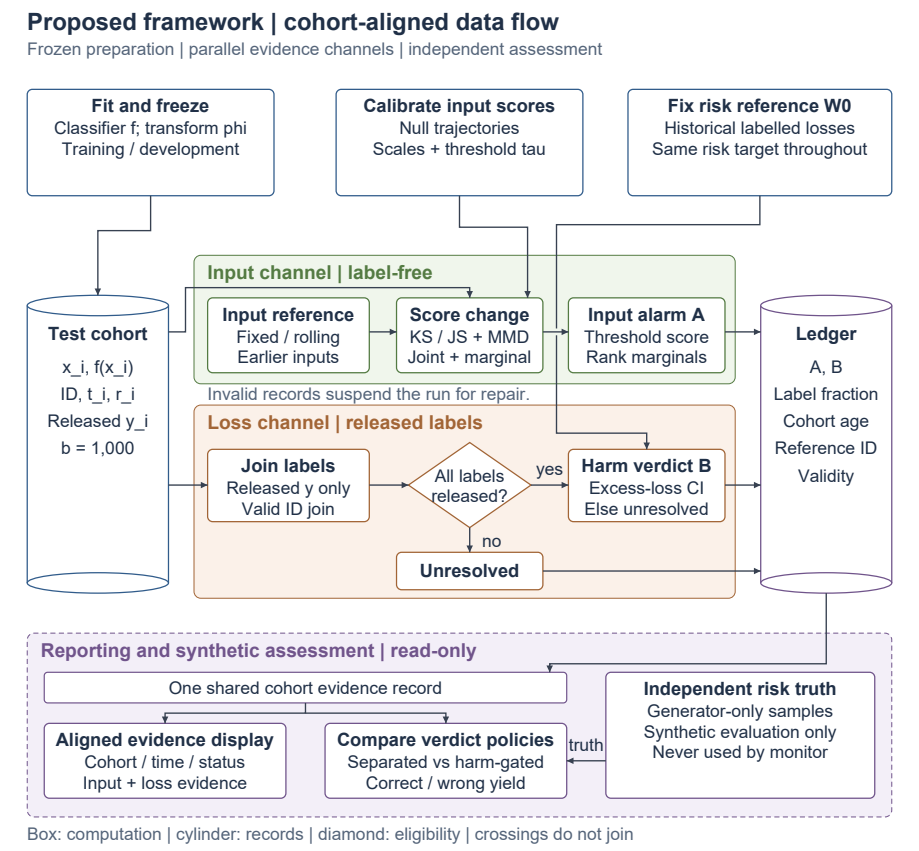 Proposed framework | cohort-aligned data flow
Frozen preparation | parallel evidence channels | independent assessment
Fit and freeze
Classifier f; transform phi
Training / development
Calibrate input scores
Null trajectories
Scales + threshold tau
Fix risk reference W0
Historical labelled losses
Same risk target throughout
Test cohort
x_i, f(x_i)
ID, t_i, r_i
Released y_i
b = 1,000
Input channel | label-free
Input reference
Fixed / rolling
Earlier inputs
Score change
KS / JS + MMD
Joint + marginal
Input alarm A
Threshold score
Rank marginals
Invalid records suspend the run for repair.
Loss channel | released labels
Join labels
Released y only
Valid ID join
All labels
released?
yes
no
Harm verdict B
Excess-loss CI
Else unresolved
Unresolved
Ledger
A, B
Label fraction
Cohort age
Reference ID
Validity
Reporting and synthetic assessment | read-only
One shared cohort evidence record
Aligned evidence display
Cohort / time / status
Input + loss evidence
Compare verdict policies
Separated vs harm-gated
Correct / wrong yield
truth
Independent risk truth
Generator-only samples
Synthetic evaluation only
Never used by monitor
Box: computation | cylinder: records | diamond: eligibility | crossings do not join